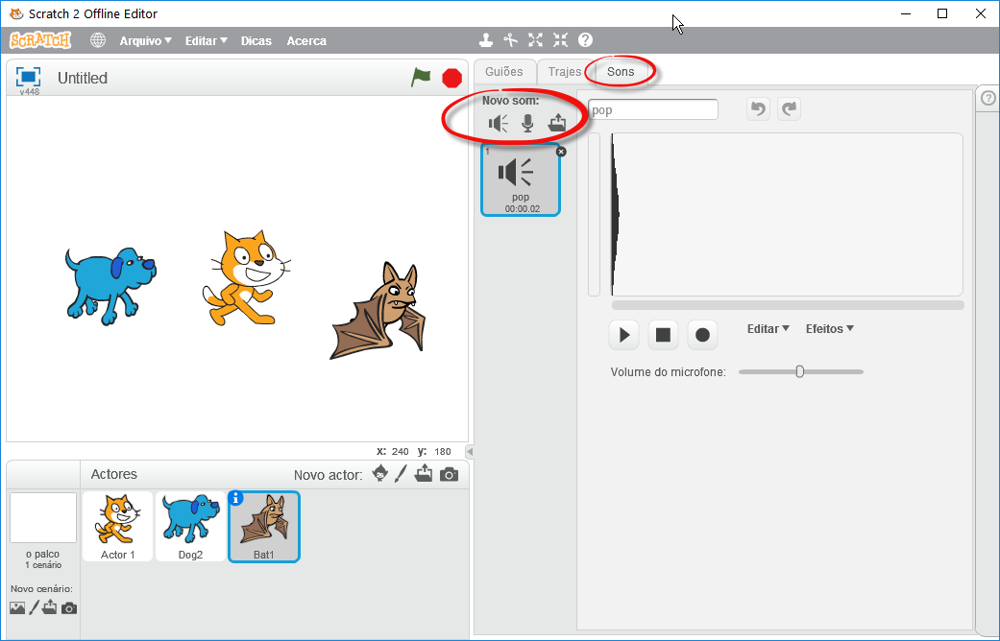 Scratch 2 Offline Editor
SCRATCH
Arquivo Editar Dicas Acerca
v448
Untitled
Guiões Trajes Sons
Novo som:
pop
1
pop
00:00.02
Editar Efeitos
Volume do microfone:
x: 240 y: 180
Actores
Novo actor:
o palco
1 cenário
Novo cenário:
Actor 1
Dog2
Bat1